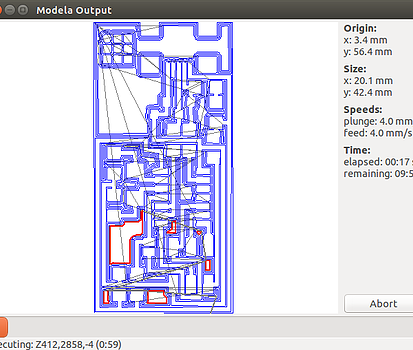 Modela Output
Origin:
x: 3.4 mm
y: 56.4 mm
Size:
x: 20.1 mm
y: 42.4 mm
Speeds:
plunge: 4.0 mm
feed: 4.0 mm/s
Time:
elapsed: 00:17
remaining: 09:5
Abort
ecuting: Z412,2858,-4 (0:59)